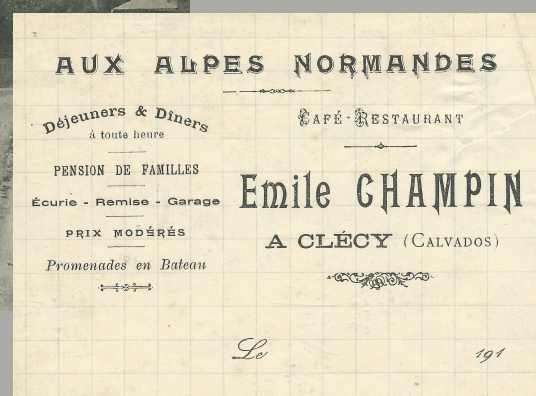 AUX ALPES NORMANDES
Déjeuners & Dîners
à toute heure
PENSION DE FAMILLES
Écurie - Remise - Garage
PRIX MODÉRÉS
Promenades en Bateau
CAFÉ-RESTAURANT
Emile CHAMPIN
A CLÉCY (CALVADOS)
Le 191